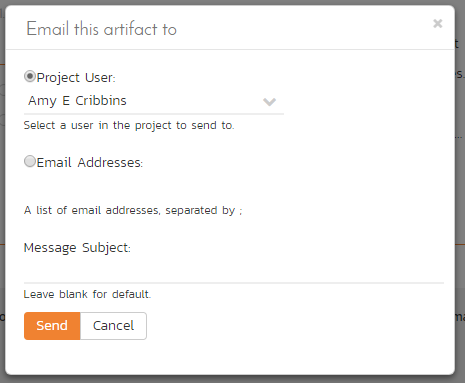 Email this artifact to
×
Project User:
Amy E Cribbins
Select a user in the project to send to.
Email Addresses:
A list of email addresses, separated by ;
Message Subject:
Leave blank for default.
Send Cancel